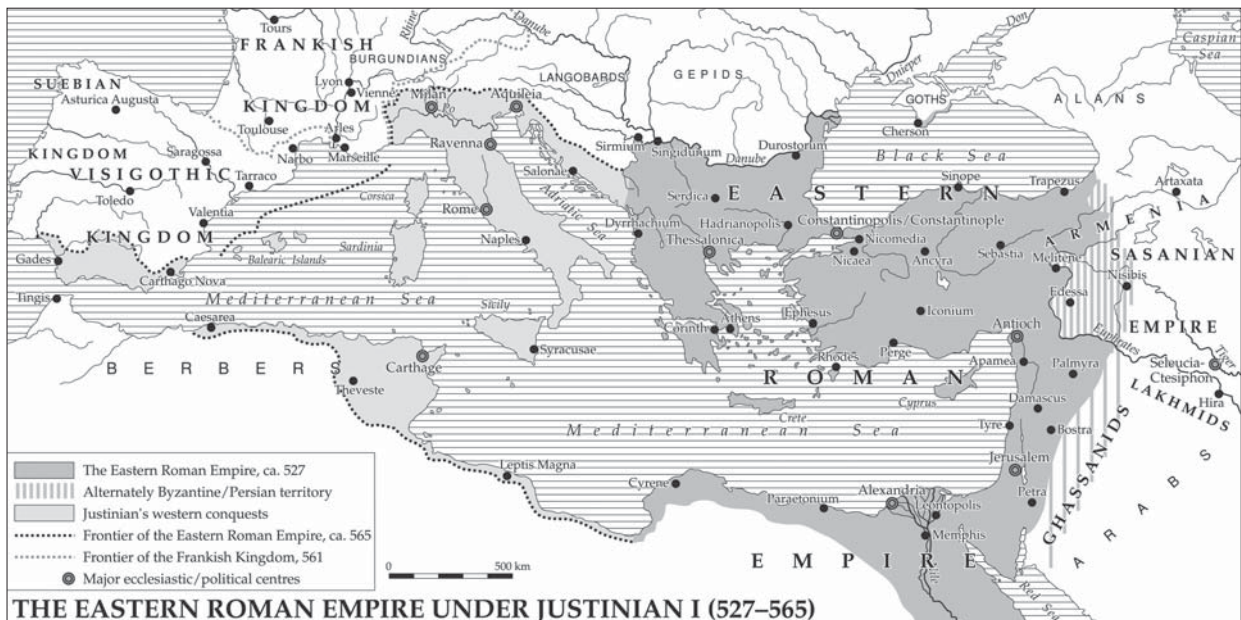 Tours
FRANKISH
Rhine
Danube
Don
Caspian
Sea
BURGUNDIANS
LANGOBARDS
GEPIDS
Dnieper
SUEBIAN
Lyon
Vienne
Asturica Augusta
KINGDOM
Milan
Po
Aquileia
GOTHS
ALANS
Toulouse
Arles
Cherson
KINGDOM
Saragossa
Narbo
Marseille
Ravenna
Sirmium
Singidunum
Danube
Durostorum
Black Sea
VISIGOTHIC
Tarraco
Corsica
Salonae
Adriatic Sea
Serdica
EASTERN
Sinope
Trapezus
Artaxata
Toledo
Valentia
Rome
Dyrrhachium
Hadrianopolis
Constantinopolis/Constantinople
ARMENIA
KINGDOM
Sardinia
Naples
Thessalonica
Nicomedia
Nicaea
Ancyra
Sebastia
Melitene
SASANIAN
Gades
Balearic Islands
Carthago Nova
Nisibis
Tingis
Mediterranean Sea
Sicily
Edessa
Caesarea
Corinth
Athens
Ephesus
Iconium
Antioch
EMPIRE
Euphrates
Tigr
BERBERS
Carthage
Syracusae
Rhodes
Perge
Apamea
Palmyra
Seleucia-
Ctesiphon
Theveste
ROMAN
Cyprus
Hira
LAKHMIDS
Crete
Damascus
Mediterranean Sea
Tyre
Bostra
GHASSANIDS
ARABS
Leptis Magna
Cyrene
Jerusalem
Paraetonium
Alexandria
Leontopolis
Petra
Memphis
EMPIRE
Nile
Red Sea
The Eastern Roman Empire, ca. 527
Alternately Byzantine/Persian territory
Justinian's western conquests
Frontier of the Eastern Roman Empire, ca. 565
Frontier of the Frankish Kingdom, 561
Major ecclesiastic/political centres
0 500 km
THE EASTERN ROMAN EMPIRE UNDER JUSTINIAN I (527–565)